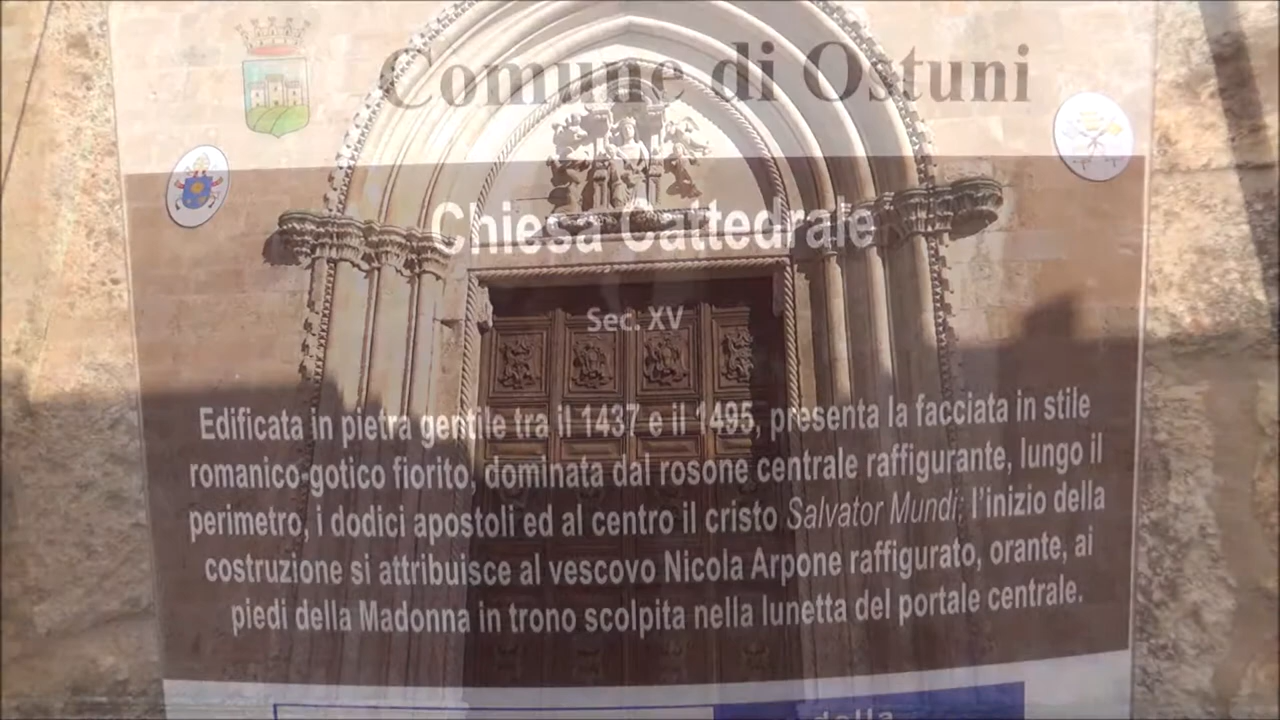 Comune di Ostuni
Chiesa Cattedrale
Sec. XV
Edificata in pietra gentile tra il 1437 e il 1495, presenta la facciata in stile
romanico-gotico fiorito, dominata dal rosone centrale raffigurante, lungo il
perimetro, i dodici apostoli ed al centro il cristo Salvator Mundi; l'inizio della
costruzione si attribuisce al vescovo Nicola Arpone raffigurato, orante, ai
piedi della Madonna in trono scolpita nella lunetta del portale centrale.
della